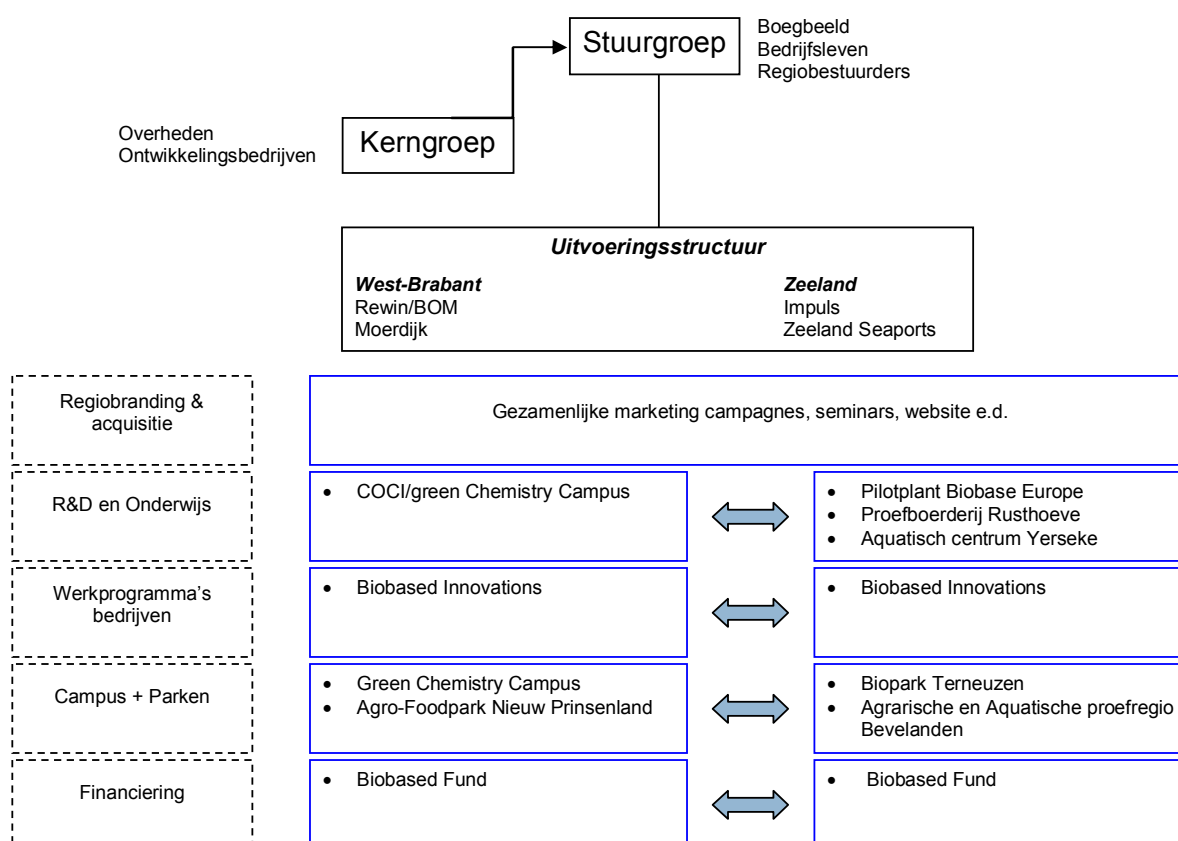 Stuurgroep
Boegbeeld
Bedrijfsleven
Regiobestuurders
Overheden
Ontwikkelingsbedrijven
Kerngroep
Uitvoeringsstructuur
West-Brabant
Rewin/BOM
Moerdijk
Zeeland
Impuls
Zeeland Seaports
Regiobranding &
acquisitie
Gezamenlijke marketing campagnes, seminars, website e.d.
R&D en Onderwijs
• COCI/green Chemistry Campus
• Pilotplant Biobase Europe
• Proefboerderij Rusthoeve
• Aquatisch centrum Yerseke
Werkprogramma's
bedrijven
• Biobased Innovations
• Biobased Innovations
Campus + Parken
• Green Chemistry Campus
• Agro-Foodpark Nieuw Prinsenland
• Biopark Terneuzen
• Agrarische en Aquatische proefregio
Bevelanden
Financiering
• Biobased Fund
• Biobased Fund